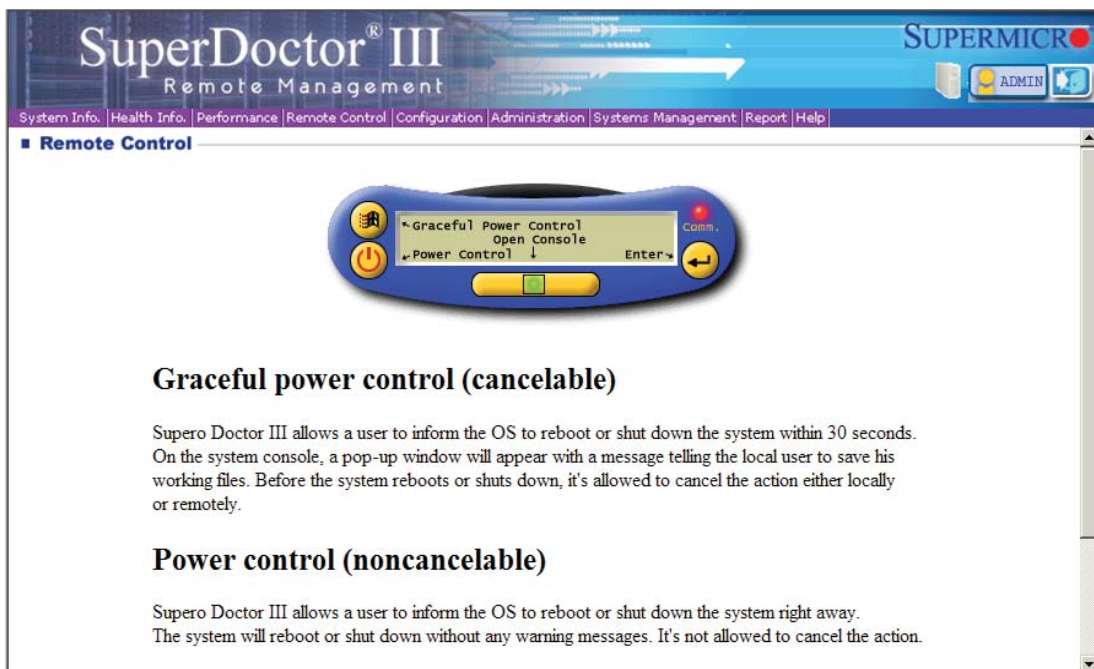 SuperDoctor® III
Remote Management
SUPERMICRO
ADMIN
System Info. | Health Info. | Performance | Remote Control | Configuration | Administration | Systems Management | Report | Help
Remote Control
Graceful Power Control
Open Console
Power Control ↓ Enter
Comm.
Graceful power control (cancelable)
Supero Doctor III allows a user to inform the OS to reboot or shut down the system within 30 seconds.
On the system console, a pop-up window will appear with a message telling the local user to save his
working files. Before the system reboots or shuts down, it's allowed to cancel the action either locally
or remotely.
Power control (noncancelable)
Supero Doctor III allows a user to inform the OS to reboot or shut down the system right away.
The system will reboot or shut down without any warning messages. It's not allowed to cancel the action.